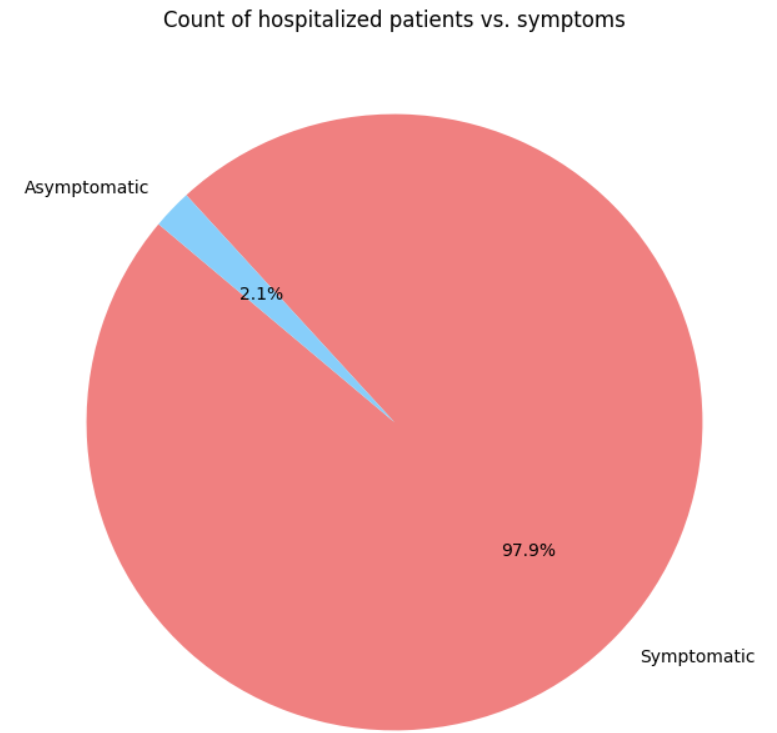 Count of hospitalized patients vs. symptoms
Asymptomatic
2.1%
97.9%
Symptomatic